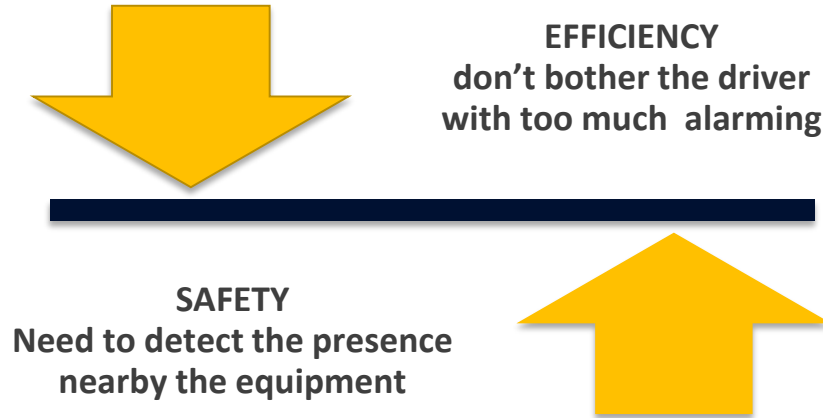 EFFICIENCY
don’t bother the driver
with too much  alarming
SAFETY
Need to detect the presence
nearby the equipment